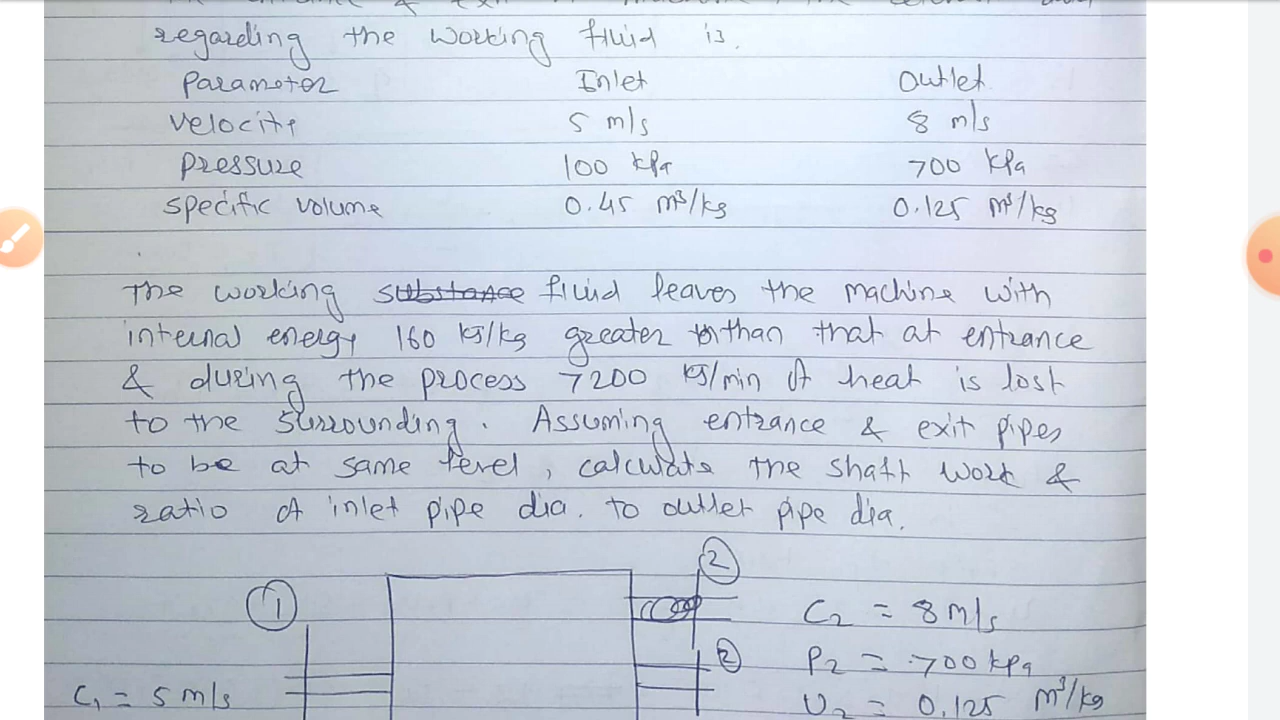 regarding the working fluid is.
Parameter Inlet Outlet
velocity 5 m/s 8 m/s
pressure 100 kPa 700 kPa
specific volume 0.45 m³/kg 0.125 m³/kg
The working substance fluid leaves the machine with
internal energy 160 kJ/kg greater than that at entrance
& during the process 7200 kJ/min of heat is lost
to the surrounding. Assuming entrance & exit pipes
to be at same level, calculate the shaft work &
ratio of inlet pipe dia. to outlet pipe dia.
2
1
C2 = 8 m/s
2
P2 = 700 kPa
C1 = 5 m/s
U2 = 0.125 m³/kg